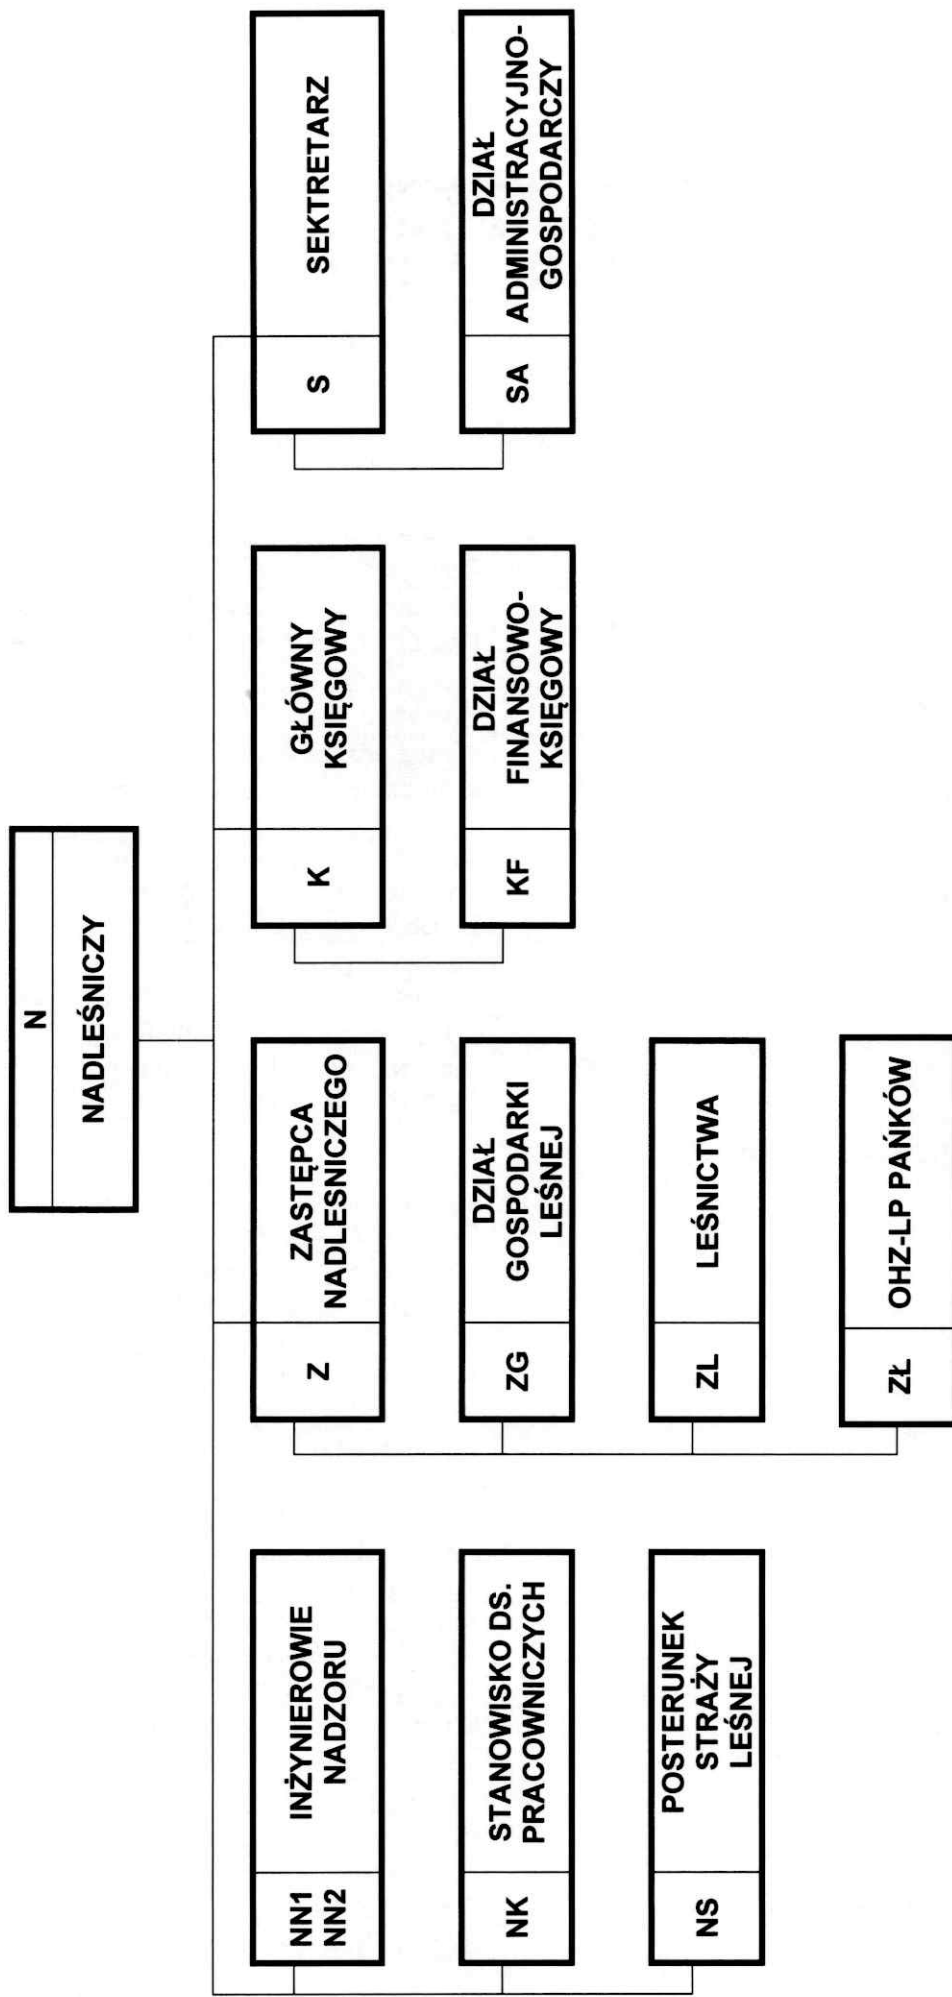 N
NADLEŚNICZY
NN1
NN2
INŻYNIEROWIE
NADZORU
NK
STANOWISKO DS.
PRACOWNICZYCH
NS
POSTERUNEK
STRAŻY
LEŚNEJ
Z
ZASTĘPCA
NADLESNICZEGO
ZG
DZIAŁ
GOSPODARKI
LEŚNEJ
ZL
LEŚNICTWA
ZŁ
OHZ-LP PAŃKÓW
K
GŁÓWNY
KSIĘGOWY
KF
DZIAŁ
FINANSOWO-
KSIĘGOWY
S
SEKTRETARZ
SA
DZIAŁ
ADMINISTRACYJNO-
GOSPODARCZY